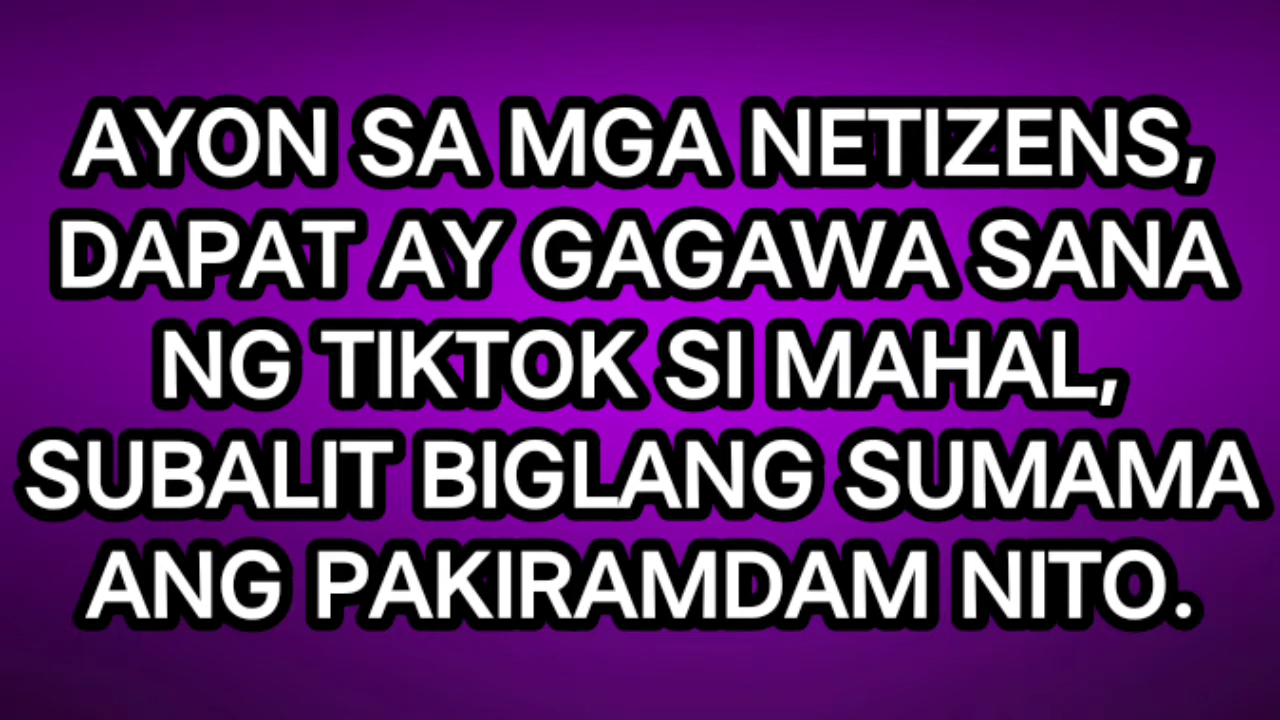 AYON SA MGA NETIZENS,
DAPAT AY GAGAWA SANA
NG TIKTOK SI MAHAL,
SUBALIT BIGLANG SUMAMA
ANG PAKIRAMDAM NITO.